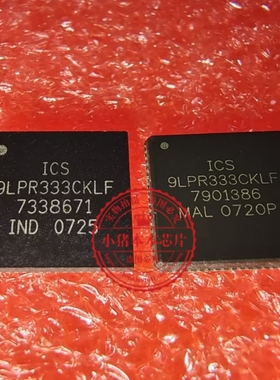 ICS
9LPR333CKLF
7338671
IND 0725
ICS
9LPR333CKLF
7901386
MAL 0720P